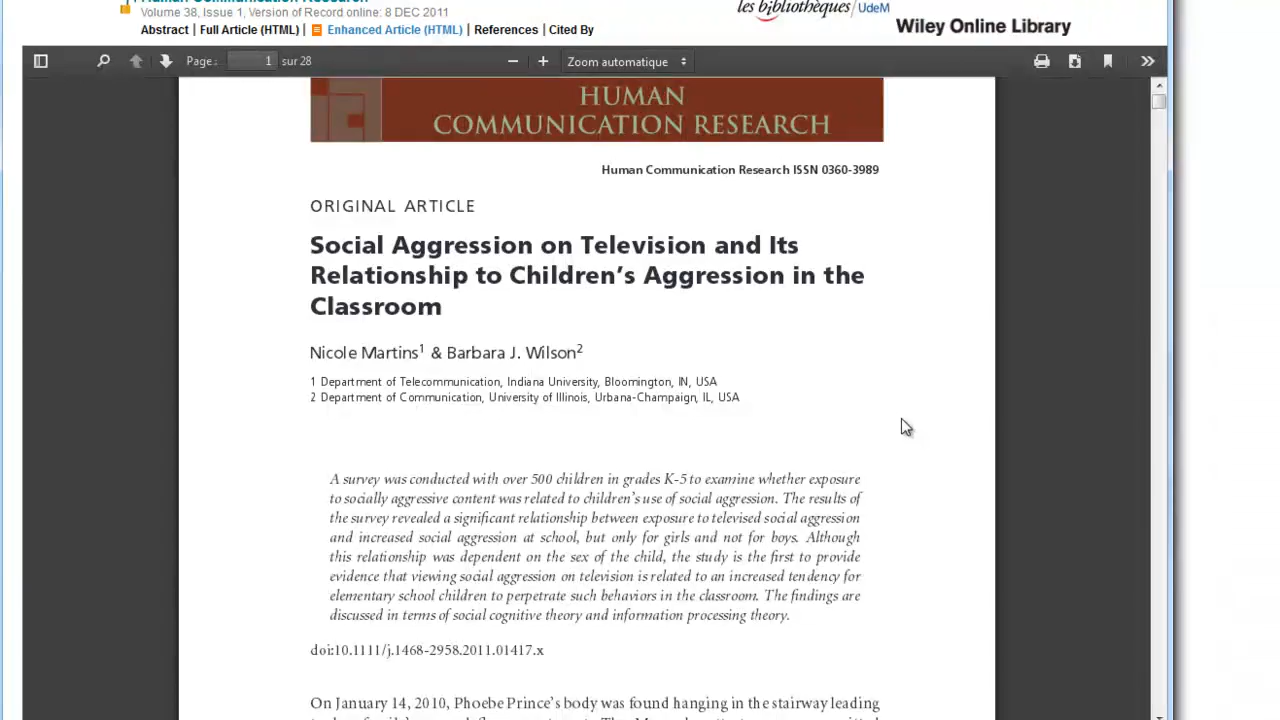 Human Communication Research
Volume 38, Issue 1, Version of Record online: 8 DEC 2011
Abstract | Full Article (HTML) | Enhanced Article (HTML) | References | Cited By
les bibliothèques/UdeM
Wiley Online Library
Page: 1 sur 28
Zoom automatique
HUMAN
COMMUNICATION RESEARCH
Human Communication Research ISSN 0360-3989
ORIGINAL ARTICLE
Social Aggression on Television and Its
Relationship to Children's Aggression in the
Classroom
Nicole Martins1 & Barbara J. Wilson2
1 Department of Telecommunication, Indiana University, Bloomington, IN, USA
2 Department of Communication, University of Illinois, Urbana-Champaign, IL, USA
A survey was conducted with over 500 children in grades K-5 to examine whether exposure
to socially aggressive content was related to children's use of social aggression. The results of
the survey revealed a significant relationship between exposure to televised social aggression
and increased social aggression at school, but only for girls and not for boys. Although
this relationship was dependent on the sex of the child, the study is the first to provide
evidence that viewing social aggression on television is related to an increased tendency for
elementary school children to perpetrate such behaviors in the classroom. The findings are
discussed in terms of social cognitive theory and information processing theory.
doi:10.1111/j.1468-2958.2011.01417.x
On January 14, 2010, Phoebe Prince's body was found hanging in the stairway leading